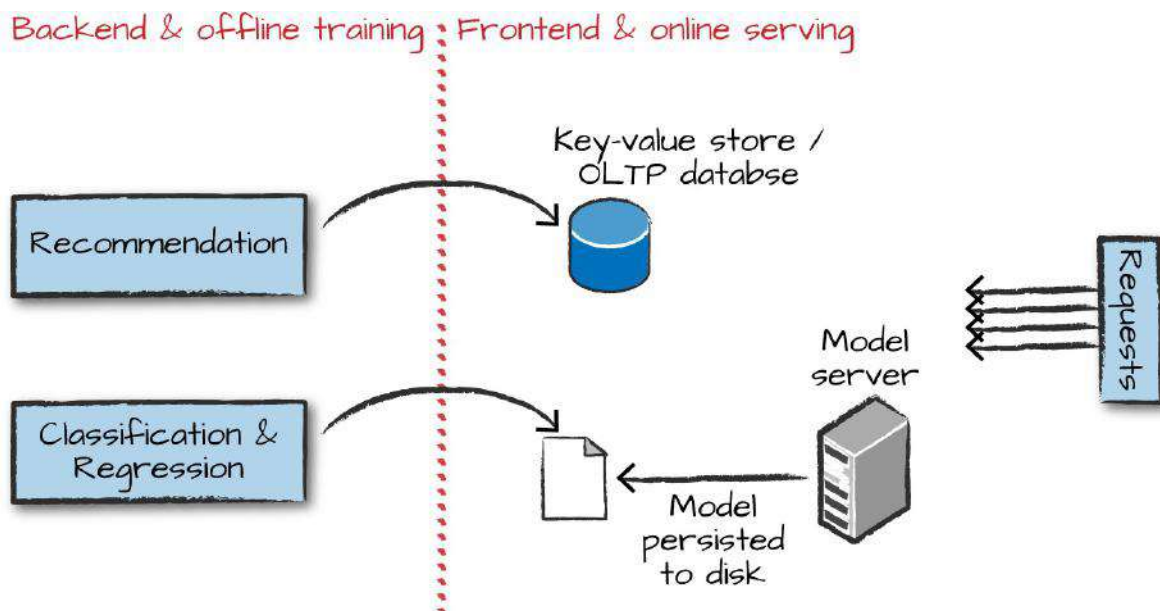 Backend & offline training
Frontend & online serving
Key-value store /
OLTP databse
Recommendation
Requests
Model
server
Classification &
Regression
Model
persisted
to disk